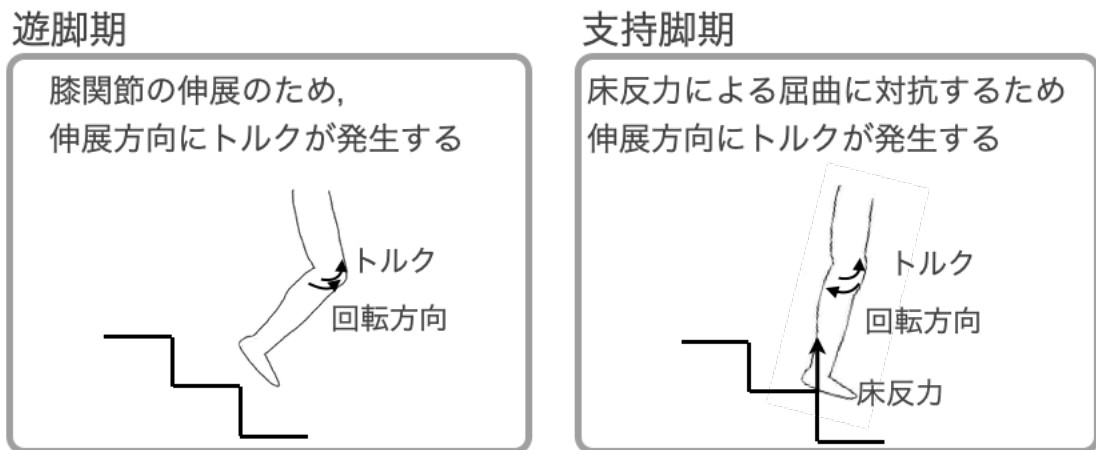 遊脚期
膝関節の伸展のため,
伸展方向にトルクが発生する
トルク
回転方向
支持脚期
床反力による屈曲に対抗するため
伸展方向にトルクが発生する
トルク
回転方向
床反力